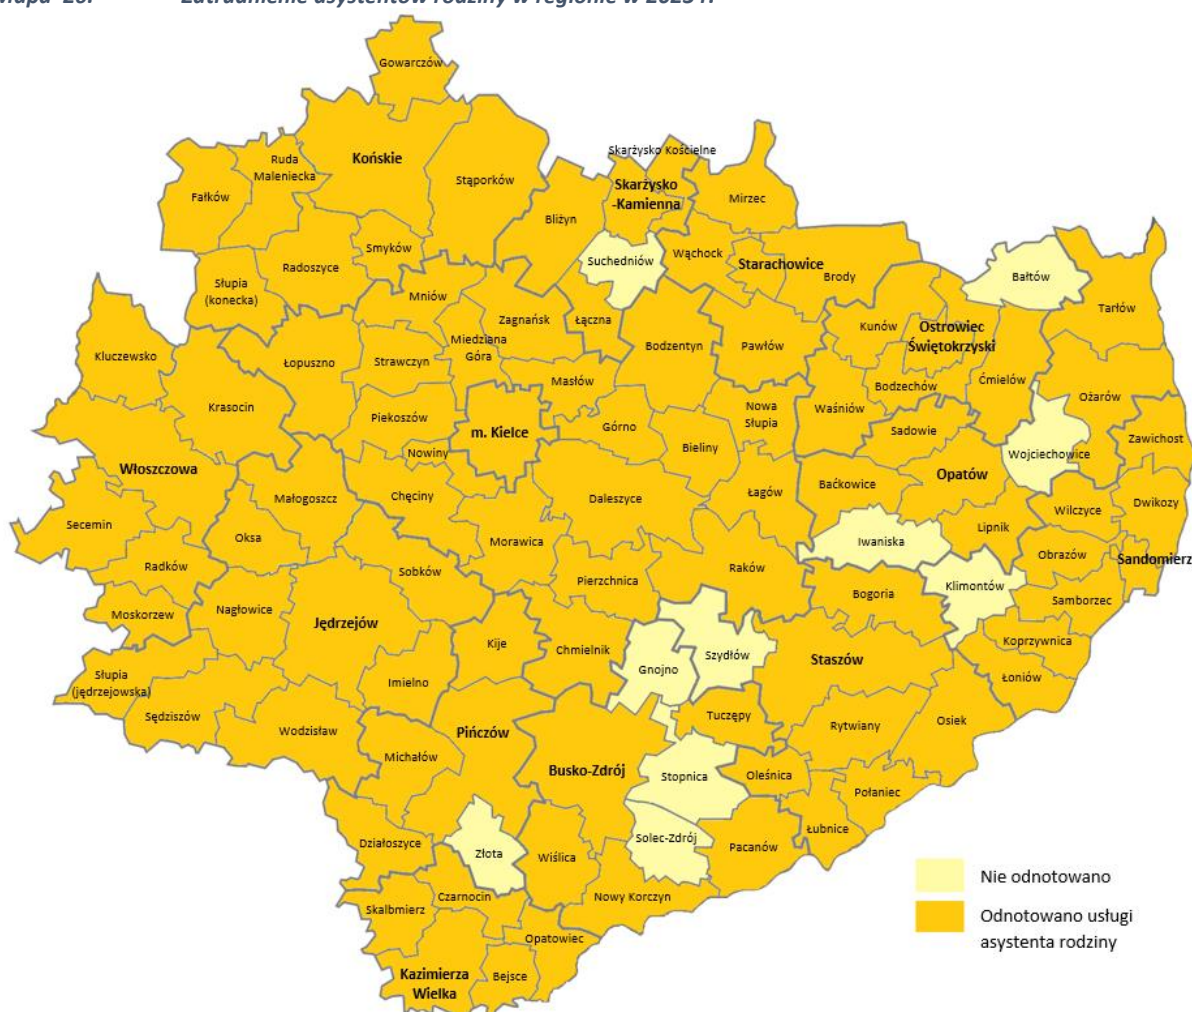 Mapa 20. Zatrudnienie asystentów rodziny w regionie w 2023 r.
Gowarczów
Końskie
Ruda
Maleniecka
Fałków
Stąporków
Skarżysko Kościelne
Skarżysko
-Kamienna
Mirzec
Bliżyn
Smyków
Radoszyce
Słupia
(konecka)
Suchedniów
Wąchock
Starachowice
Brody
Bałtów
Tarłów
Mniów
Zagnańsk
Łączna
Miedziana
Góra
Bodzentyn
Pawłów
Kunów
Ostrowiec
Świętokrzyski
Kluczewsko
Łopuszno
Strawczyn
Masłów
Bodzechów
Ćmielów
Ożarów
Krasocin
Piekoszów
m. Kielce
Górno
Nowa
Słupia
Waśniów
Sadowie
Nowiny
Bieliny
Wojciechowice
Zawichost
Włoszczowa
Małogoszcz
Chęciny
Daleszyce
Łagów
Baćkowice
Opatów
Wilczyce
Dwikozy
Secemin
Oksa
Morawica
Iwaniska
Lipnik
Obrazów
Sandomierz
Radków
Sobków
Pierzchnica
Raków
Bogoria
Klimontów
Samborzec
Moskorzew
Nagłowice
Jędrzejów
Kije
Chmielnik
Gnojno
Szydłów
Staszów
Koprzywnica
Łoniów
Słupia
(jędrzejowska)
Imielno
Sędziszów
Wodzisław
Pińczów
Tuczępy
Rytwiany
Osiek
Michałów
Busko-Zdrój
Stopnica
Oleśnica
Połaniec
Działoszyce
Złota
Wiślica
Solec-Zdrój
Pacanów
Łubnice
Skalbmierz
Czarnocin
Nowy Korczyn
Opatowiec
Kazimierza
Wielka
Bejsce
Nie odnotowano
Odnotowano usługi
asystenta rodziny